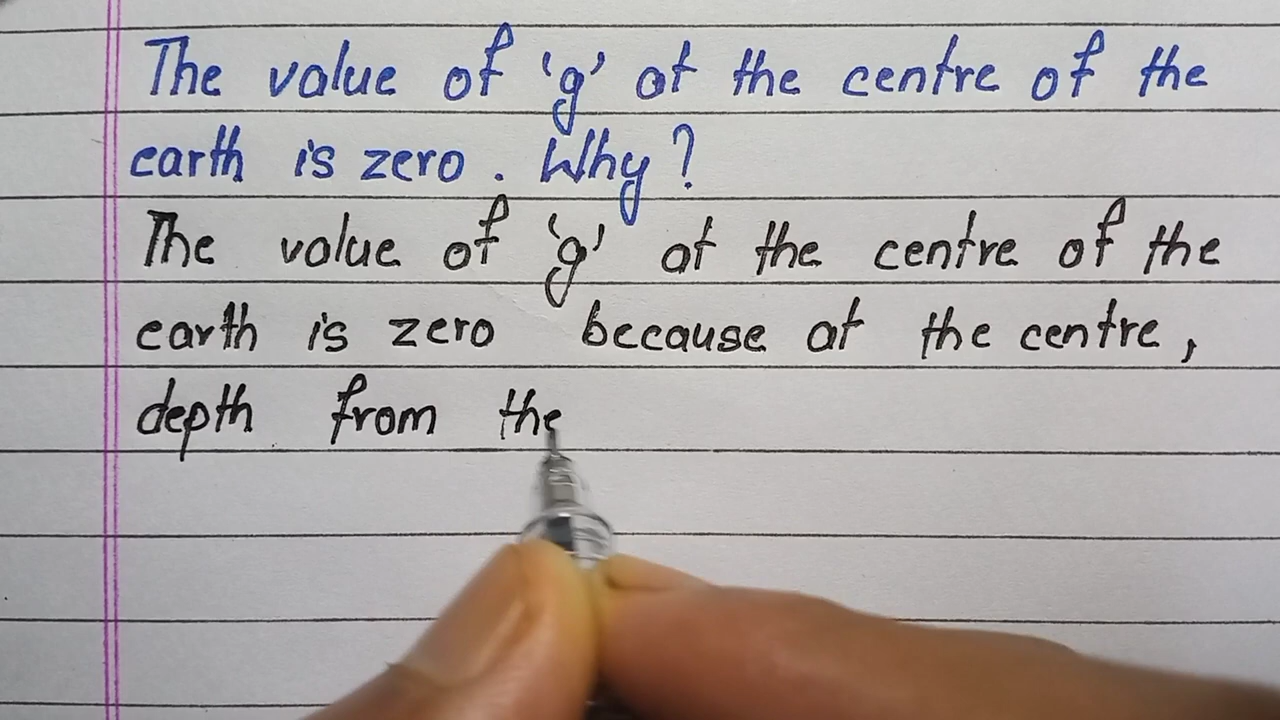 The value of 'g' at the centre of the
earth is zero. Why?
The value of 'g' at the centre of the
earth is zero because at the centre,
depth from the